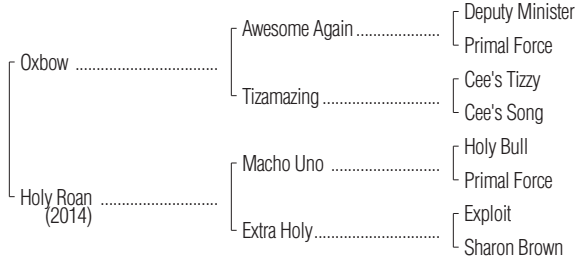 Deputy Minister
Awesome Again ....................
Primal Force
Oxbow ..................................
Cee's Tizzy
Tizamazing ............................
Cee's Song
Holy Bull
Macho Uno ..........................
Primal Force
Holy Roan ............................
(2014)
Exploit
Extra Holy..............................
Sharon Brown